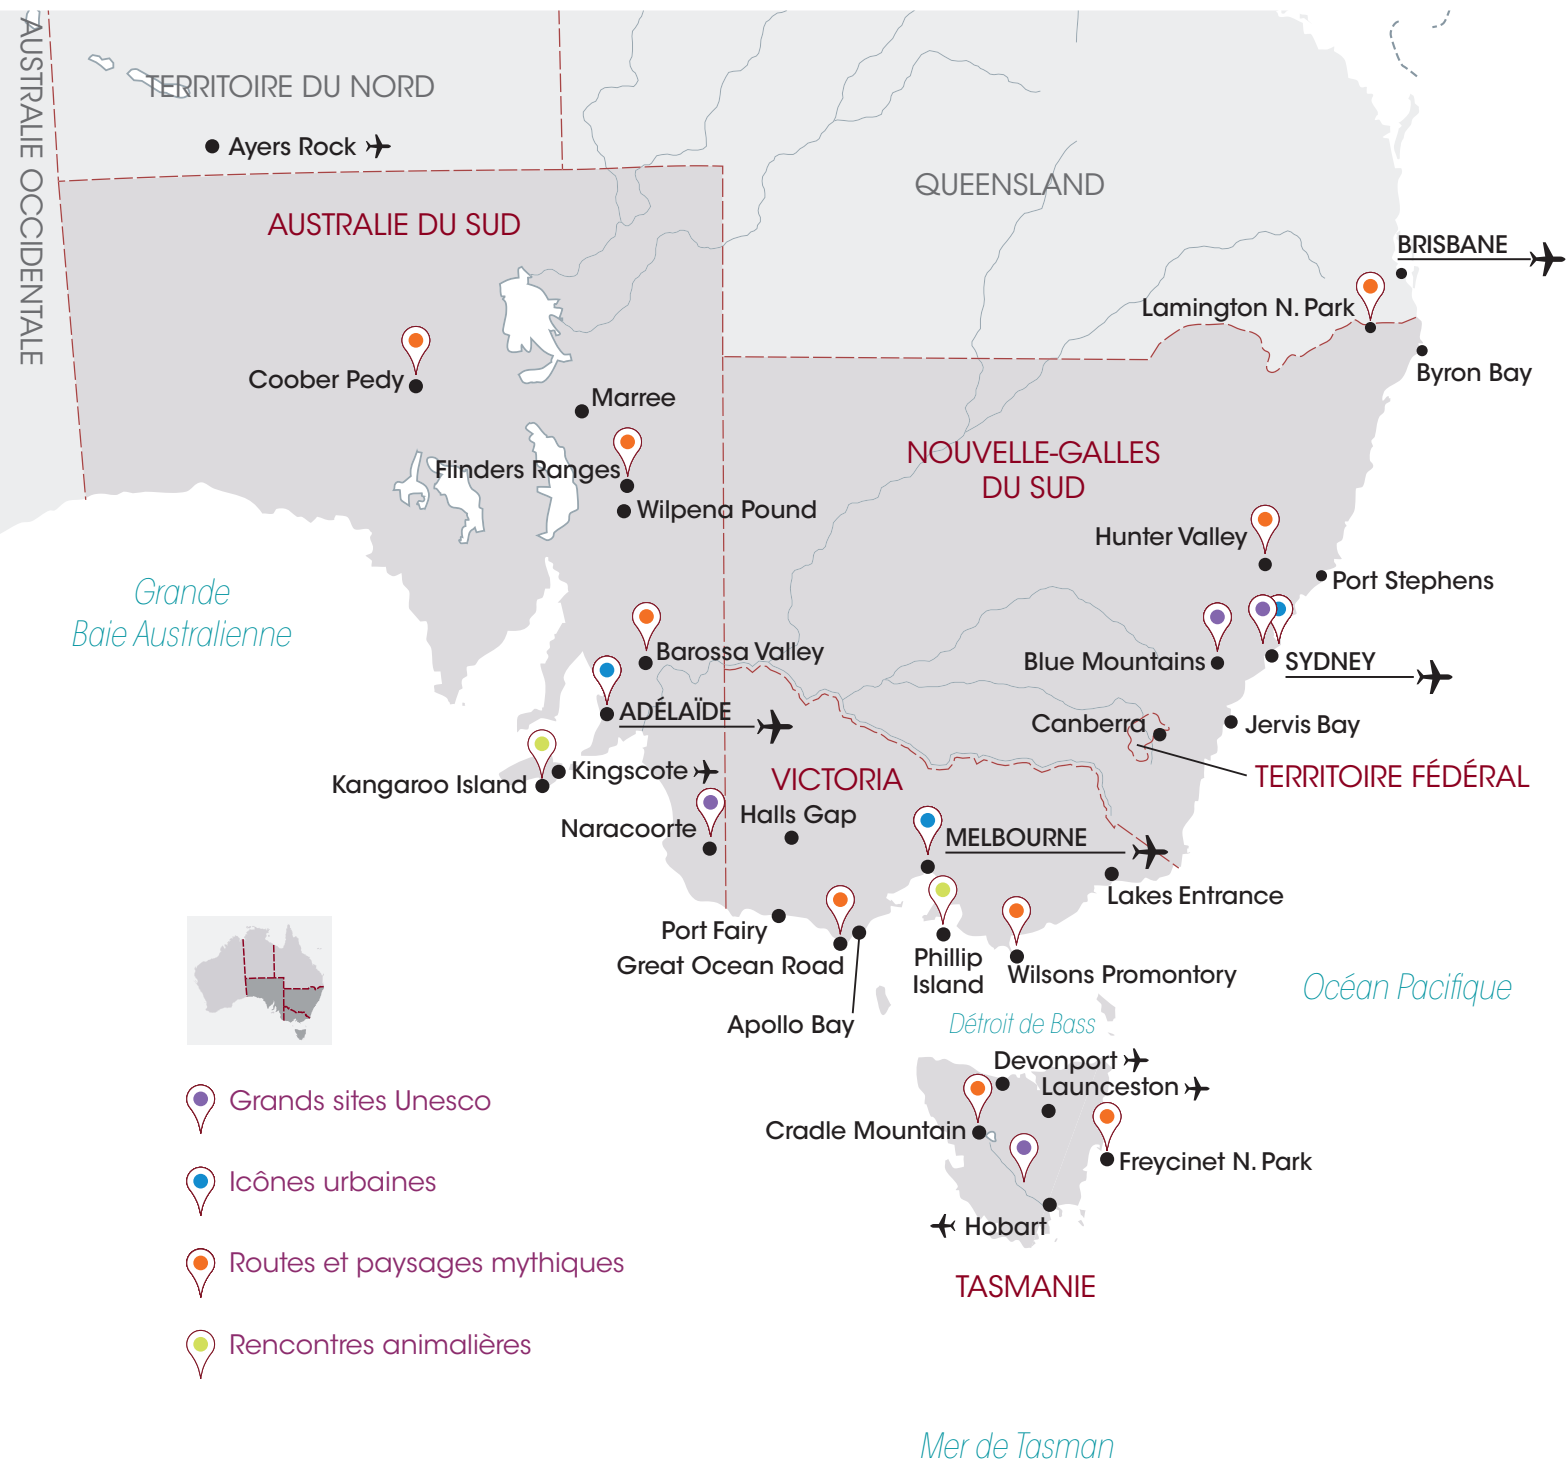 AUSTRALIE OCCIDENTALE
TERRITOIRE DU NORD
Ayers Rock
QUEENSLAND
AUSTRALIE DU SUD
BRISBANE
Lamington N. Park
Byron Bay
Coober Pedy
Marree
Flinders Ranges
Wilpena Pound
NOUVELLE-GALLES
DU SUD
Hunter Valley
Port Stephens
Grande
Baie Australienne
Barossa Valley
Blue Mountains
SYDNEY
ADÉLAÏDE
Canberra
Jervis Bay
Kingscote
Kangaroo Island
VICTORIA
TERRITOIRE FÉDÉRAL
Naracoorte
Halls Gap
MELBOURNE
Lakes Entrance
Port Fairy
Great Ocean Road
Phillip
Island
Wilsons Promontory
Océan Pacifique
Apollo Bay
Détroit de Bass
Devonport
Launceston
Cradle Mountain
Freycinet N. Park
Hobart
TASMANIE
Grands sites Unesco
Icônes urbaines
Routes et paysages mythiques
Rencontres animalières
Mer de Tasman